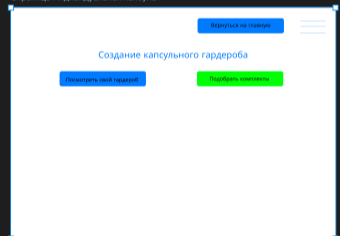 Вернуться на главную
Создание капсульного гардероба
Посмотреть свой гардероб
Подобрать комплекты